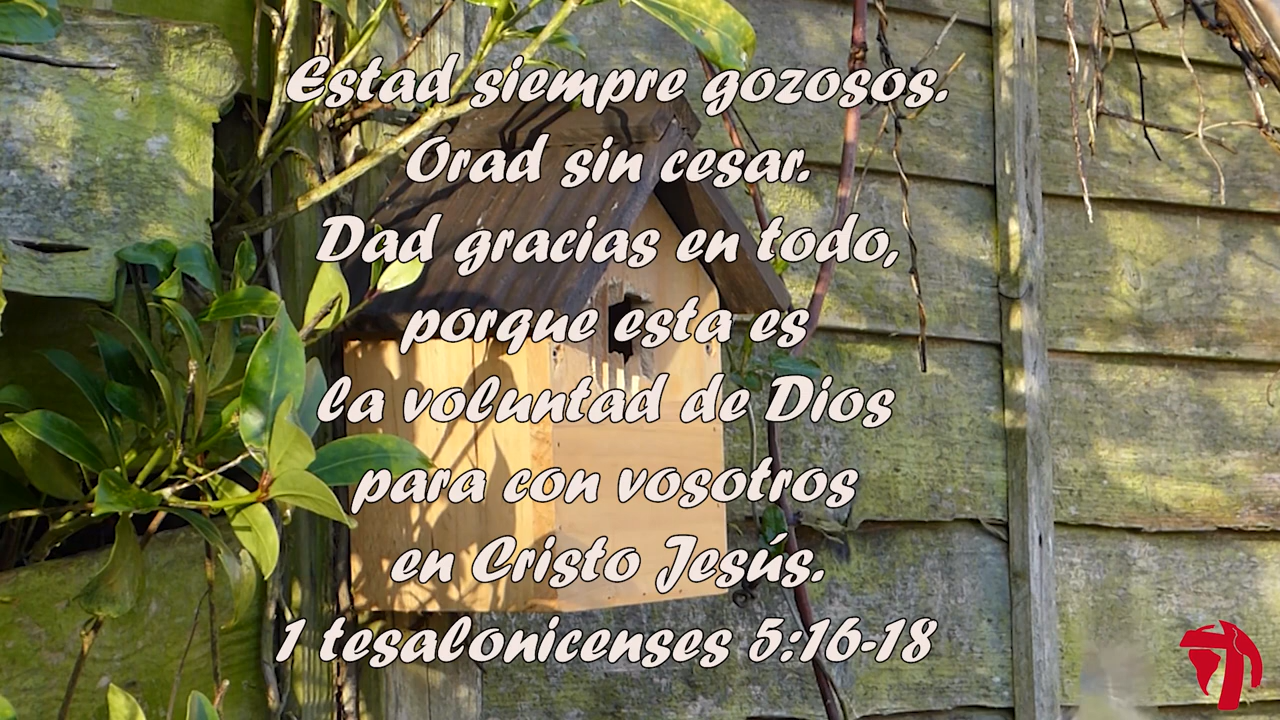 Estad siempre gozosos.
Orad sin cesar.
Dad gracias en todo,
porque esta es
la voluntad de Dios
para con vosotros
en Cristo Jesús.
1 tesalonicenses 5:16-18